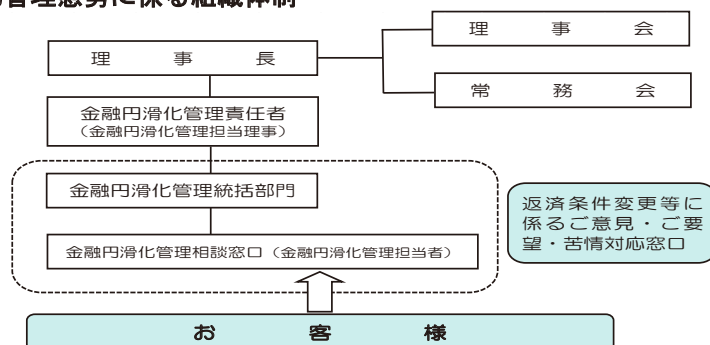 管理態勢に係る組織体制
理事会
理事長
常務会
金融円滑化管理責任者
（金融円滑化管理担当理事）
金融円滑化管理統括部門
返済条件変更等に
係るご意見・ご要
望・苦情対応窓口
金融円滑化管理相談窓口（金融円滑化管理担当者）
お客様